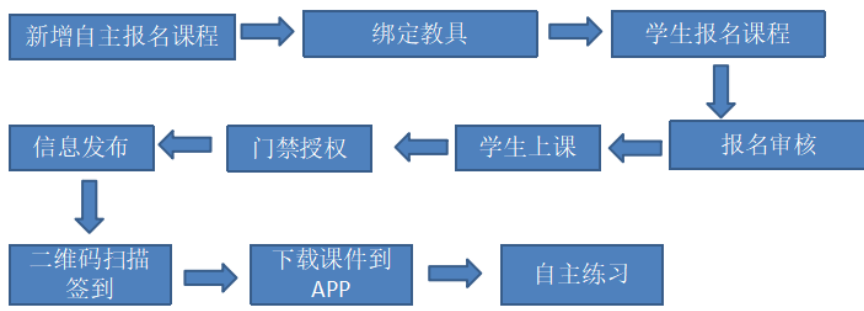 新增自主报名课程
绑定教具
学生报名课程
报名审核
学生上课
门禁授权
信息发布
二维码扫描
签到
下载课件到
APP
自主练习